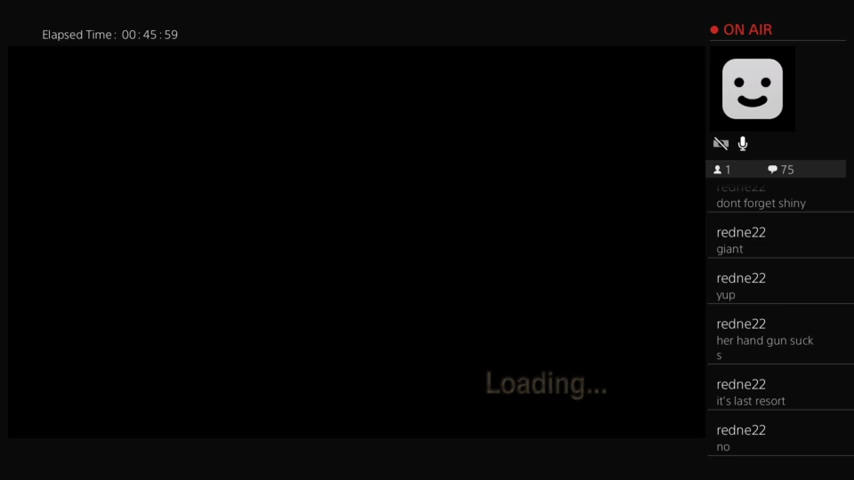 Elapsed Time: 00:45:59
ON AIR
1
75
redne22
dont forget shiny
redne22
giant
redne22
yup
redne22
her hand gun suck
s
redne22
it's last resort
redne22
no
Loading...